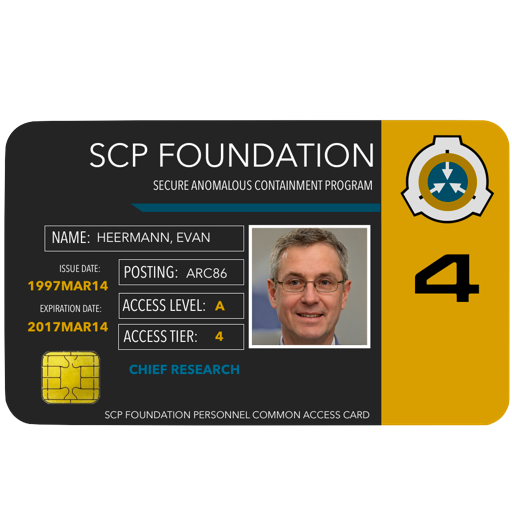 SCP FOUNDATION
SECURE ANOMALOUS CONTAINMENT PROGRAM
NAME: HEERMANN, EVAN
ISSUE DATE:
1997MAR14
EXPIRATION DATE:
2017MAR14
POSTING: ARC86
ACCESS LEVEL: A
ACCESS TIER: 4
CHIEF RESEARCH
SCP FOUNDATION PERSONNEL COMMON ACCESS CARD
4